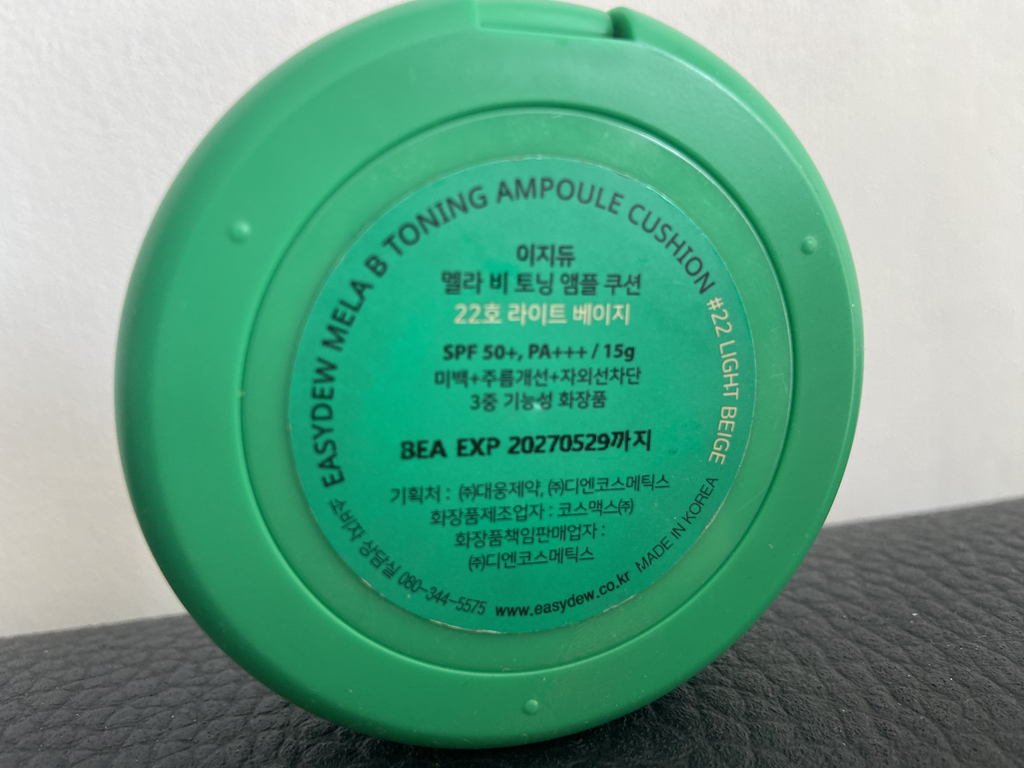 EASYDEW MELA B TONING AMPOULE CUSHION #22 LIGHT BEIGE
이지듀
멜라 비 토닝 앰플 쿠션
22호 라이트 베이지
SPF 50+, PA+++ / 15g
미백+주름개선+자외선차단
3중 기능성 화장품
BEA EXP 20270529까지
기획처 : ㈜대웅제약, ㈜디엔코스메틱스
화장품제조업자 : 코스맥스㈜
화장품책임판매업자 :
㈜디엔코스메틱스
소비자 상담실 080-344-5575 www.easydew.co.kr MADE IN KOREA